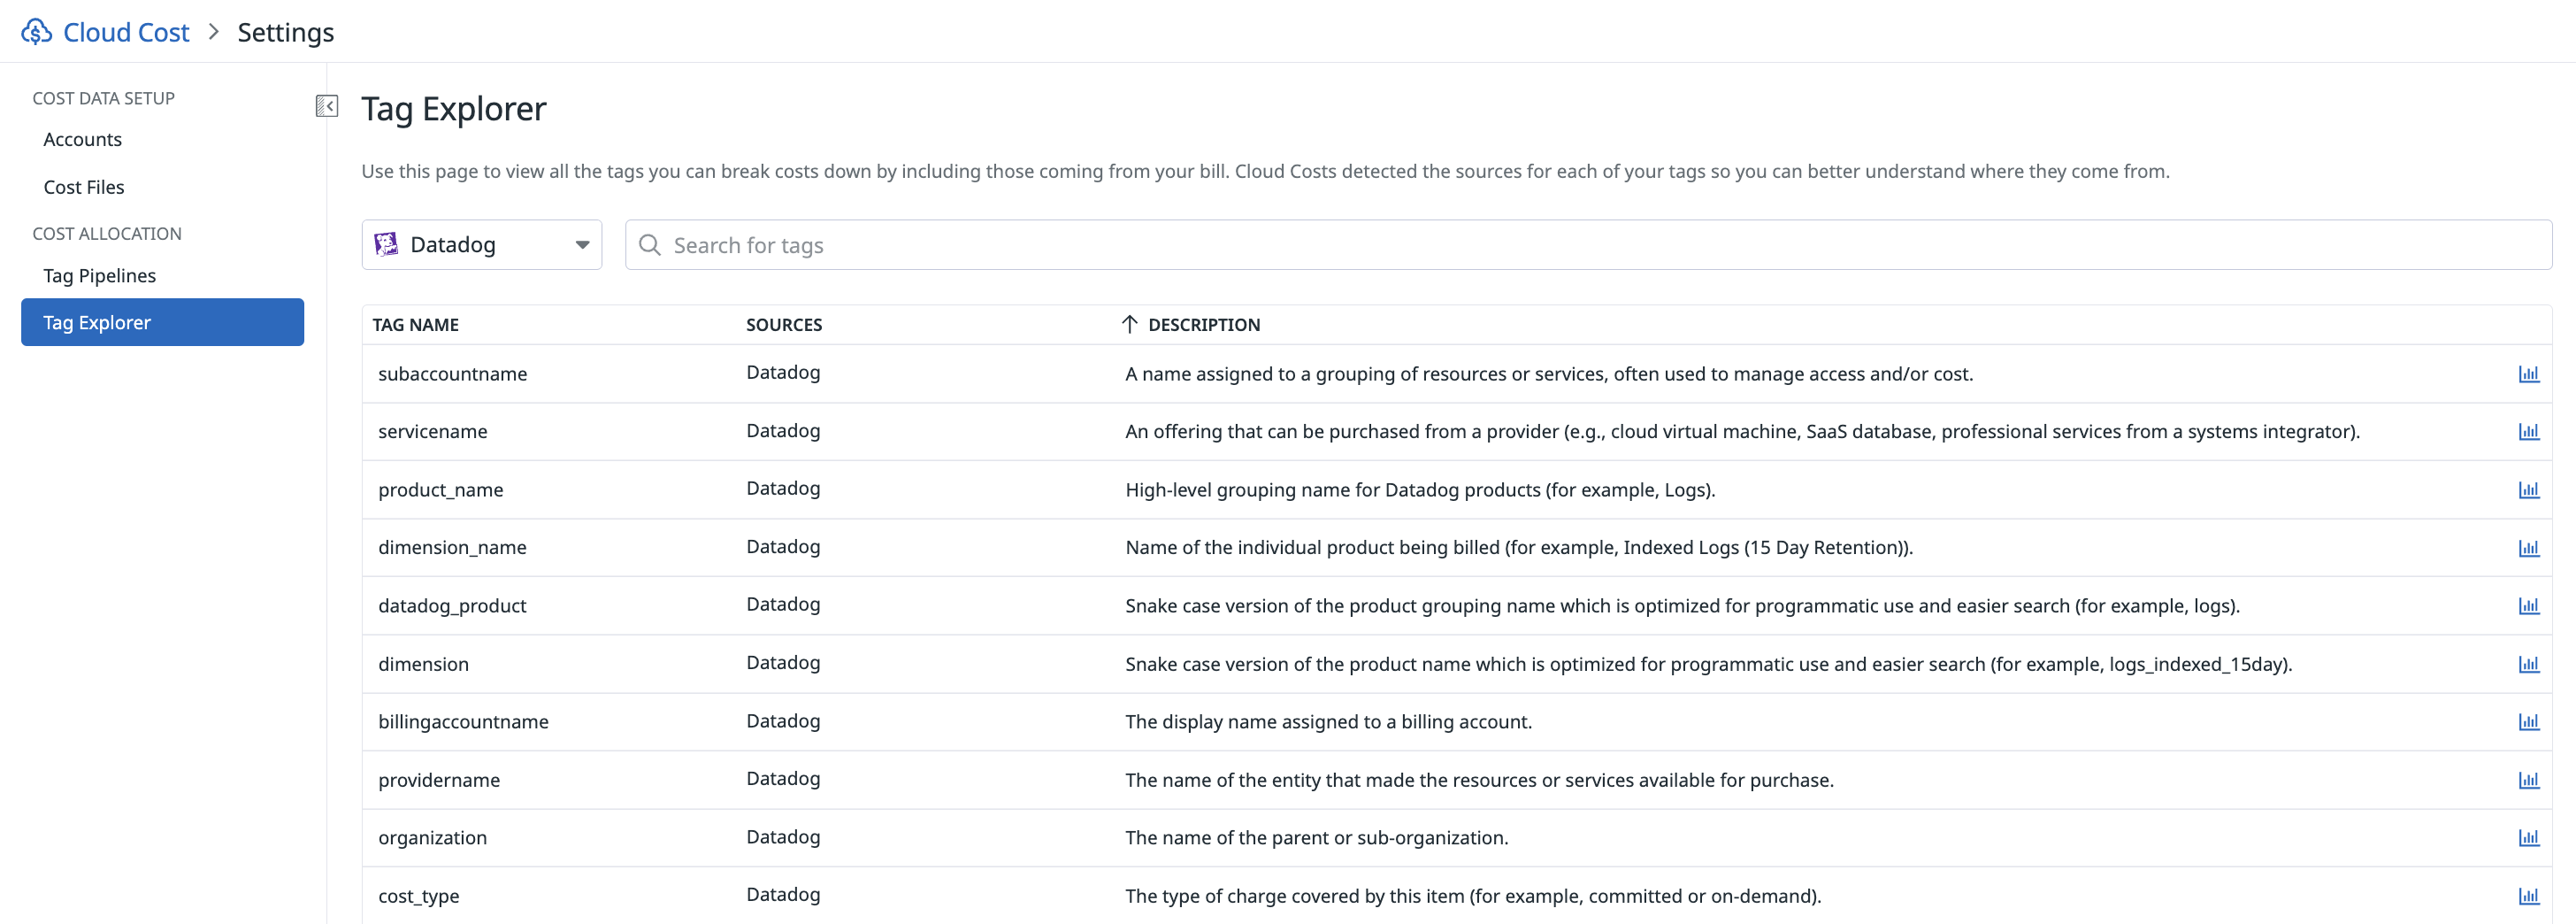 Cloud Cost > Settings
COST DATA SETUP
Accounts
Cost Files
COST ALLOCATION
Tag Pipelines
Tag Explorer
Tag Explorer
Use this page to view all the tags you can break costs down by including those coming from your bill. Cloud Costs detected the sources for each of your tags so you can better understand where they come from.
Datadog Search for tags
TAG NAME SOURCES DESCRIPTION
subaccountname Datadog A name assigned to a grouping of resources or services, often used to manage access and/or cost.
servicename Datadog An offering that can be purchased from a provider (e.g., cloud virtual machine, SaaS database, professional services from a systems integrator).
product_name Datadog High-level grouping name for Datadog products (for example, Logs).
dimension_name Datadog Name of the individual product being billed (for example, Indexed Logs (15 Day Retention)).
datadog_product Datadog Snake case version of the product grouping name which is optimized for programmatic use and easier search (for example, logs).
dimension Datadog Snake case version of the product name which is optimized for programmatic use and easier search (for example, logs_indexed_15day).
billingaccountname Datadog The display name assigned to a billing account.
providername Datadog The name of the entity that made the resources or services available for purchase.
organization Datadog The name of the parent or sub-organization.
cost_type Datadog The type of charge covered by this item (for example, committed or on-demand).